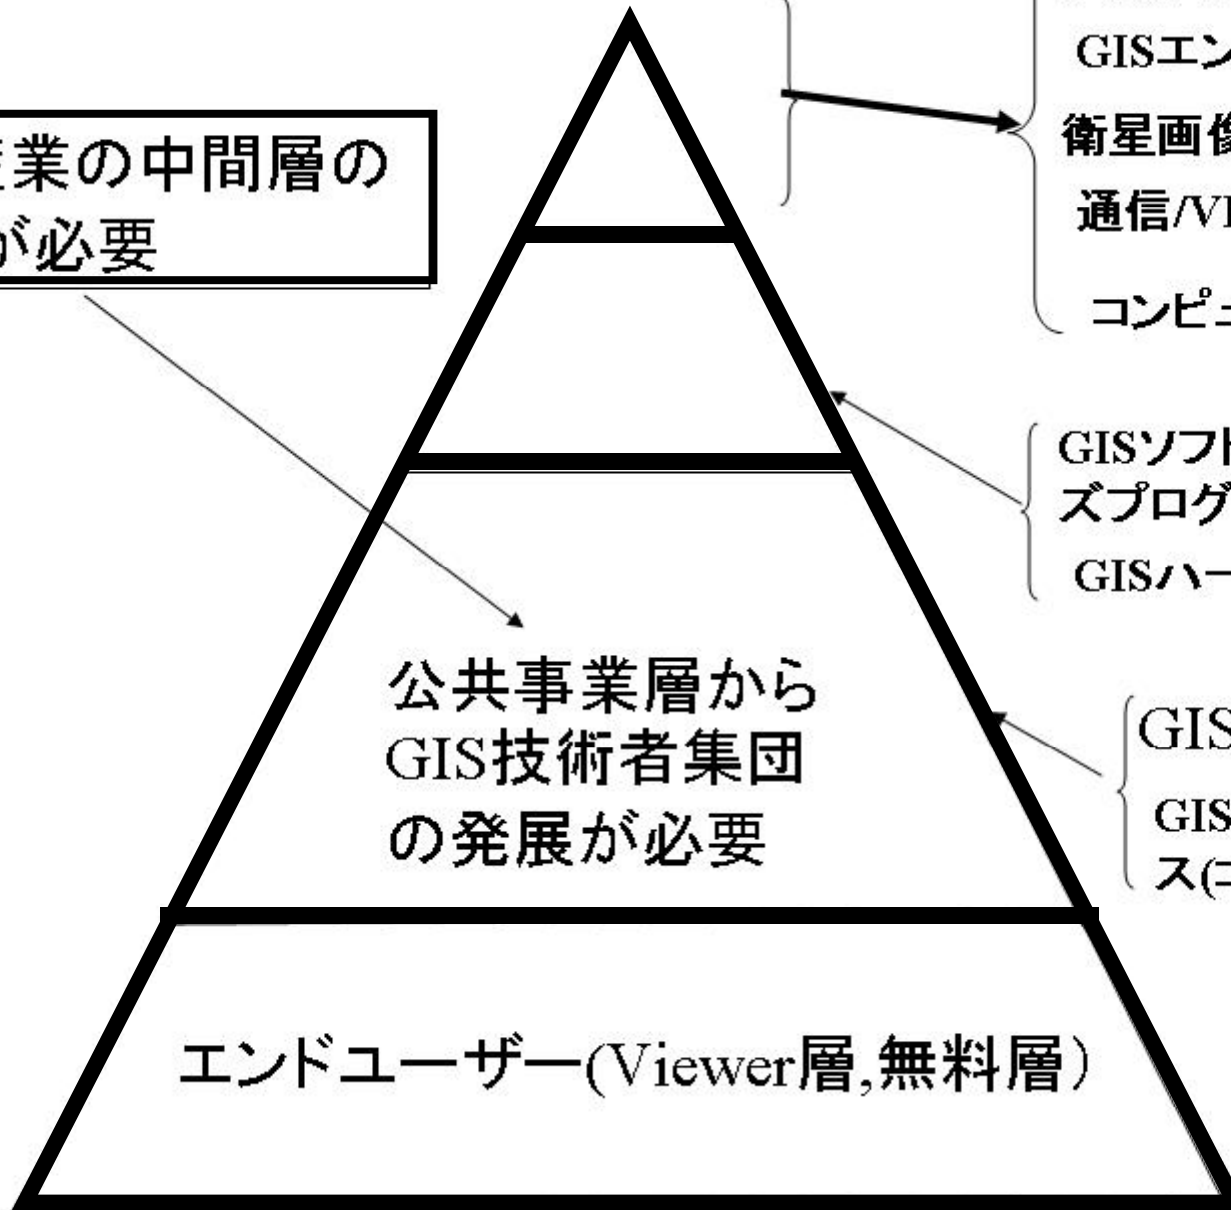 業の中間層の
が必要
GISエン
衛星画像
通信/VI
コンピュ
GISソフト
ズプログ
GISハー
公共事業層から
GIS技術者集団
の発展が必要
GIS
GIS
ス(コ
エンドユーザー(Viewer層,無料層)